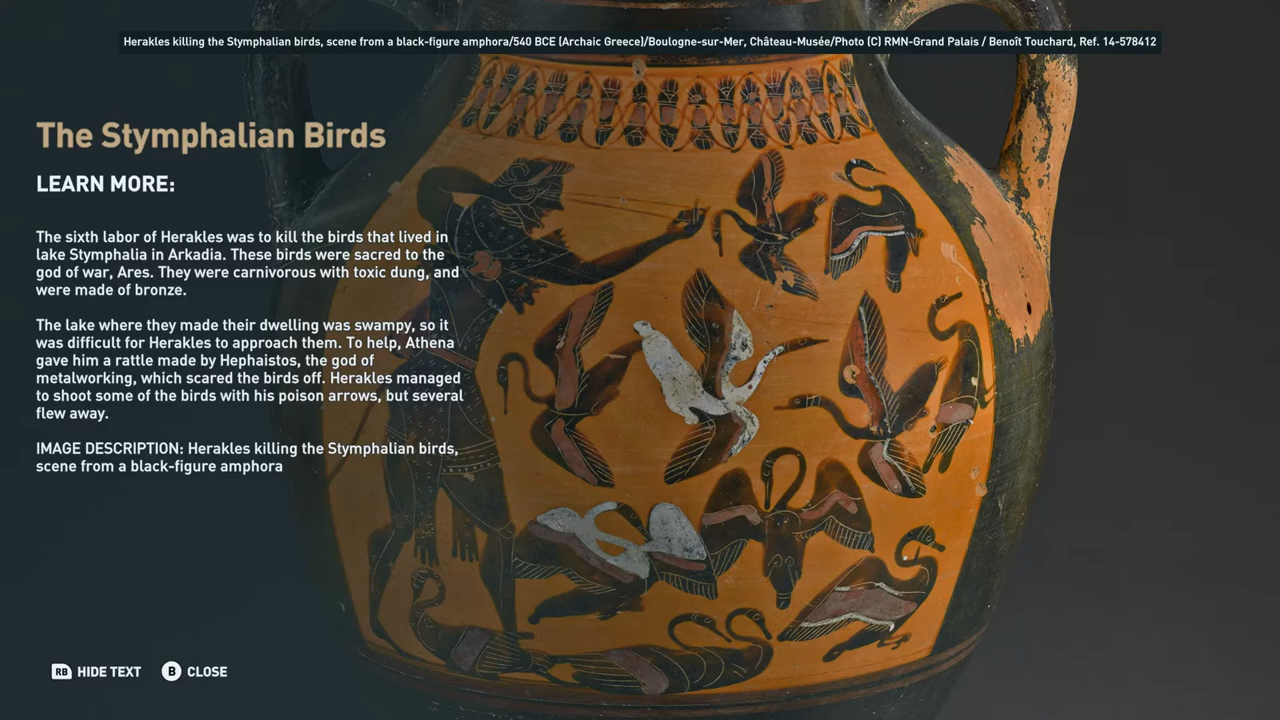 Herakles killing the Stymphalian birds, scene from a black-figure amphora/540 BCE (Archaic Greece)/Boulogne-sur-Mer, Château-Musée/Photo (C) RMN-Grand Palais / Benoît Touchard, Ref. 14-578412
The Stymphalian Birds
LEARN MORE:
The sixth labor of Herakles was to kill the birds that lived in
lake Stymphalia in Arkadia. These birds were sacred to the
god of war, Ares. They were carnivorous with toxic dung, and
were made of bronze.
The lake where they made their dwelling was swampy, so it
was difficult for Herakles to approach them. To help, Athena
gave him a rattle made by Hephaistos, the god of
metalworking, which scared the birds off. Herakles managed
to shoot some of the birds with his poison arrows, but several
flew away.
IMAGE DESCRIPTION: Herakles killing the Stymphalian birds,
scene from a black-figure amphora
RB HIDE TEXT B CLOSE